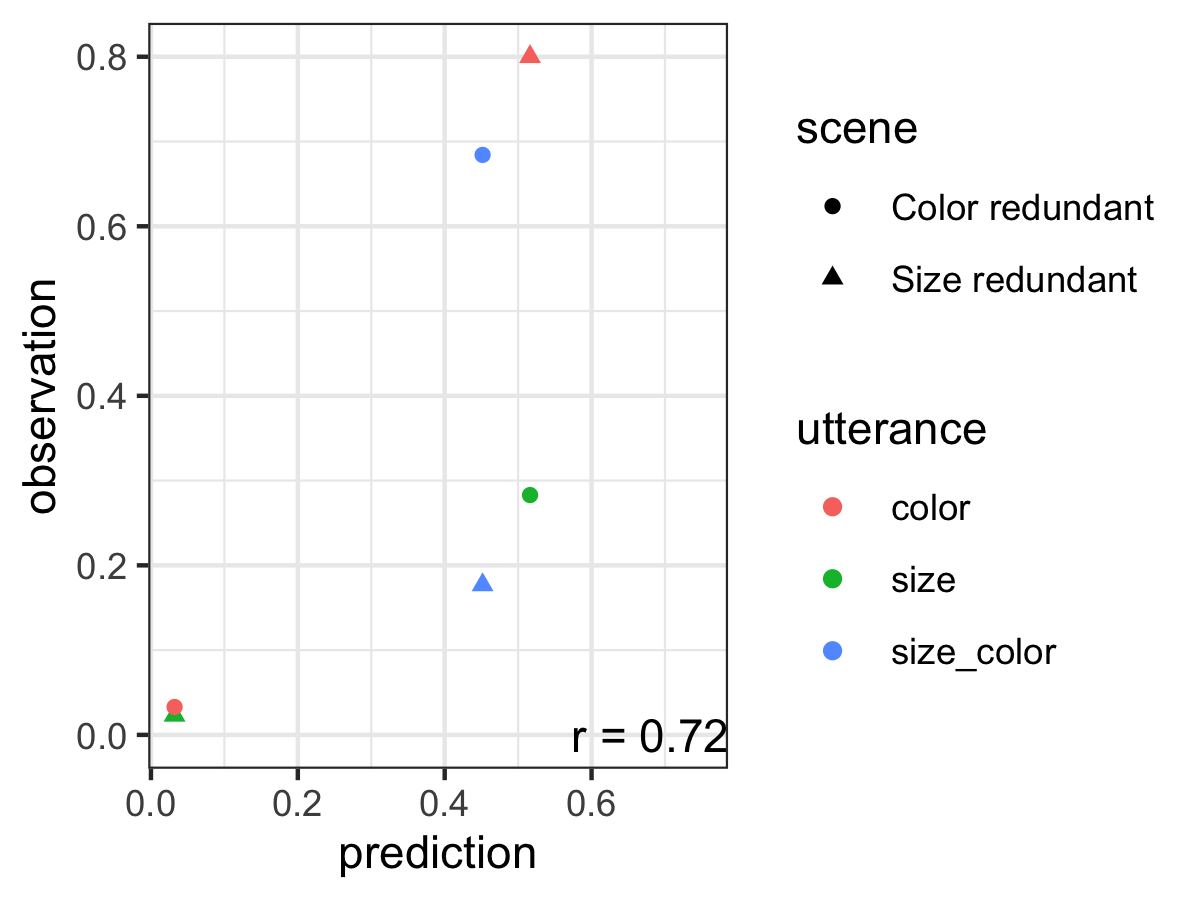 0.8
0.6
0.4
0.2
0.0
observation
0.0 0.2 0.4 0.6
prediction
r = 0.72
scene
Color redundant
Size redundant
utterance
color
size
size_color